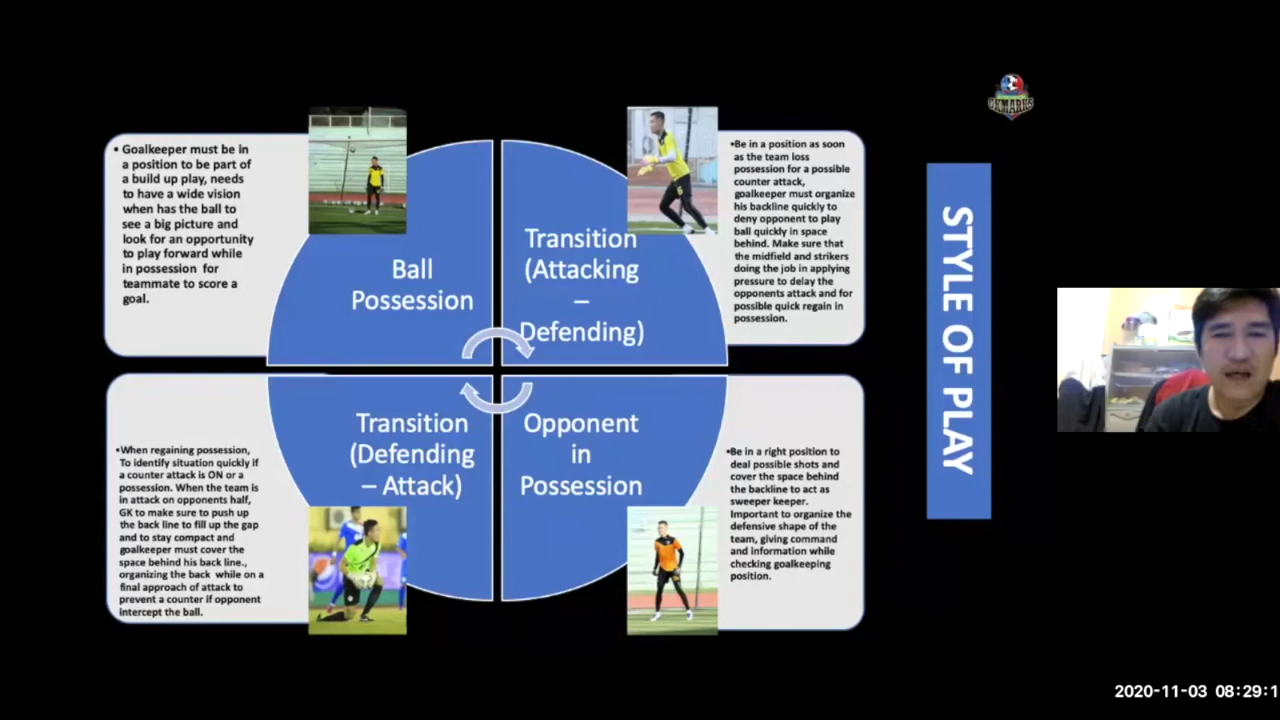 GKMARKS
• Goalkeeper must be in
a position to be part of
a build up play, needs
to have a wide vision
when has the ball to
see a big picture and
look for an opportunity
to play forward while
in possession for
teammate to score a
goal.
Ball
Possession
Transition
(Attacking
–
Defending)
•Be in a position as soon
as the team loss
possession for a possible
counter attack,
goalkeeper must organize
his backline quickly to
deny opponent to play
ball quickly in space
behind. Make sure that
the midfield and strikers
doing the job in applying
pressure to delay the
opponents attack and for
possible quick regain in
possession.
STYLE OF PLAY
•When regaining possession,
To identify situation quickly if
a counter attack is ON or a
possession. When the team is
in attack on opponents half,
GK to make sure to push up
the back line to fill up the gap
and to stay compact and
goalkeeper must cover the
space behind his back line.,
organizing the back while on a
final approach of attack to
prevent a counter if opponent
intercept the ball.
Transition
(Defending
– Attack)
Opponent
in
Possession
•Be in a right position to
deal possible shots and
cover the space behind
the backline to act as
sweeper keeper.
Important to organize the
defensive shape of the
team, giving command
and information while
checking goalkeeping
position.
2020-11-03 08:29:1